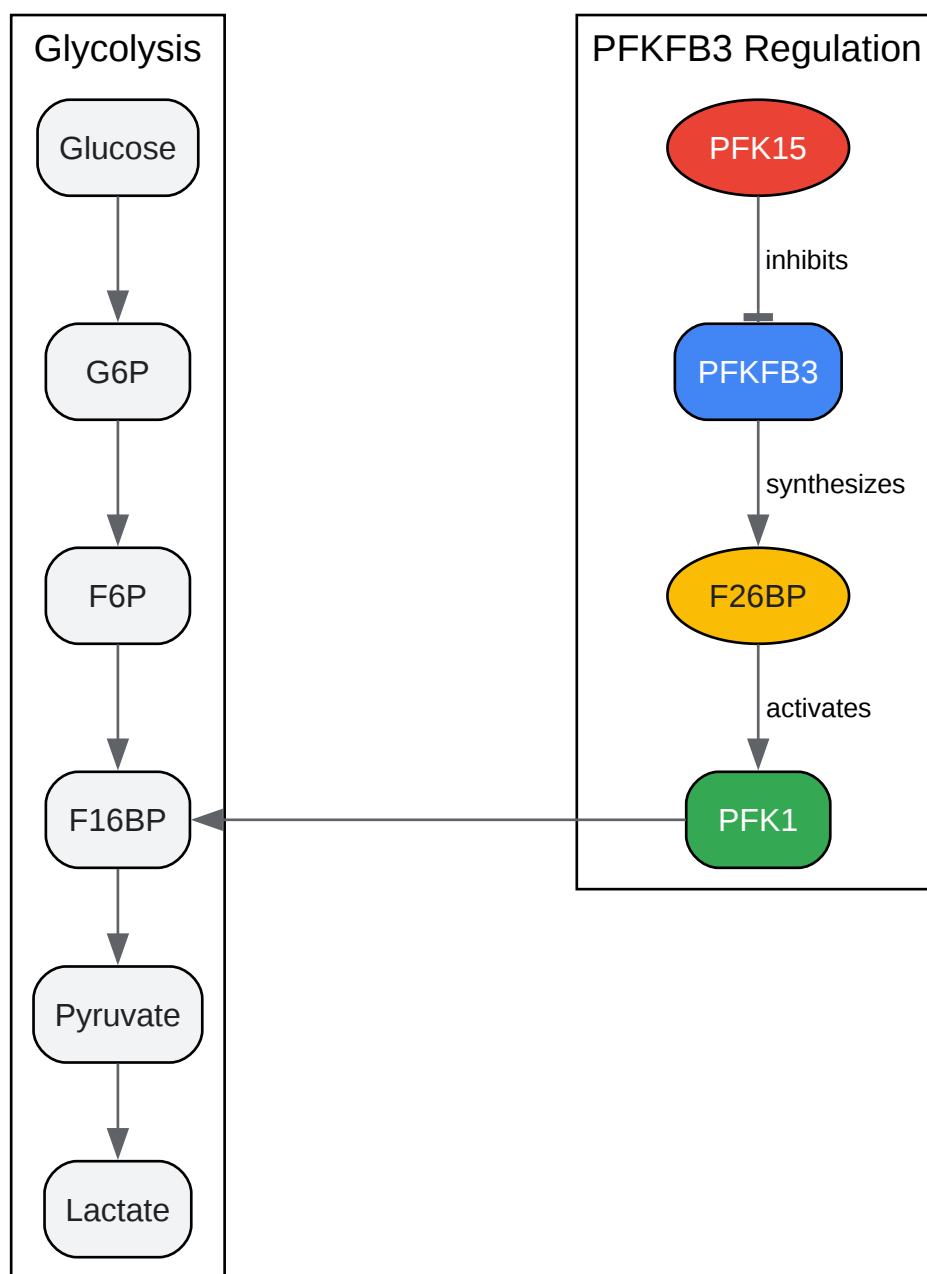 Glycolysis
Glucose
G6P
F6P
F16BP
Pyruvate
Lactate
PFKFB3 Regulation
PFK15
inhibits
PFKFB3
synthesizes
F26BP
activates
PFK1